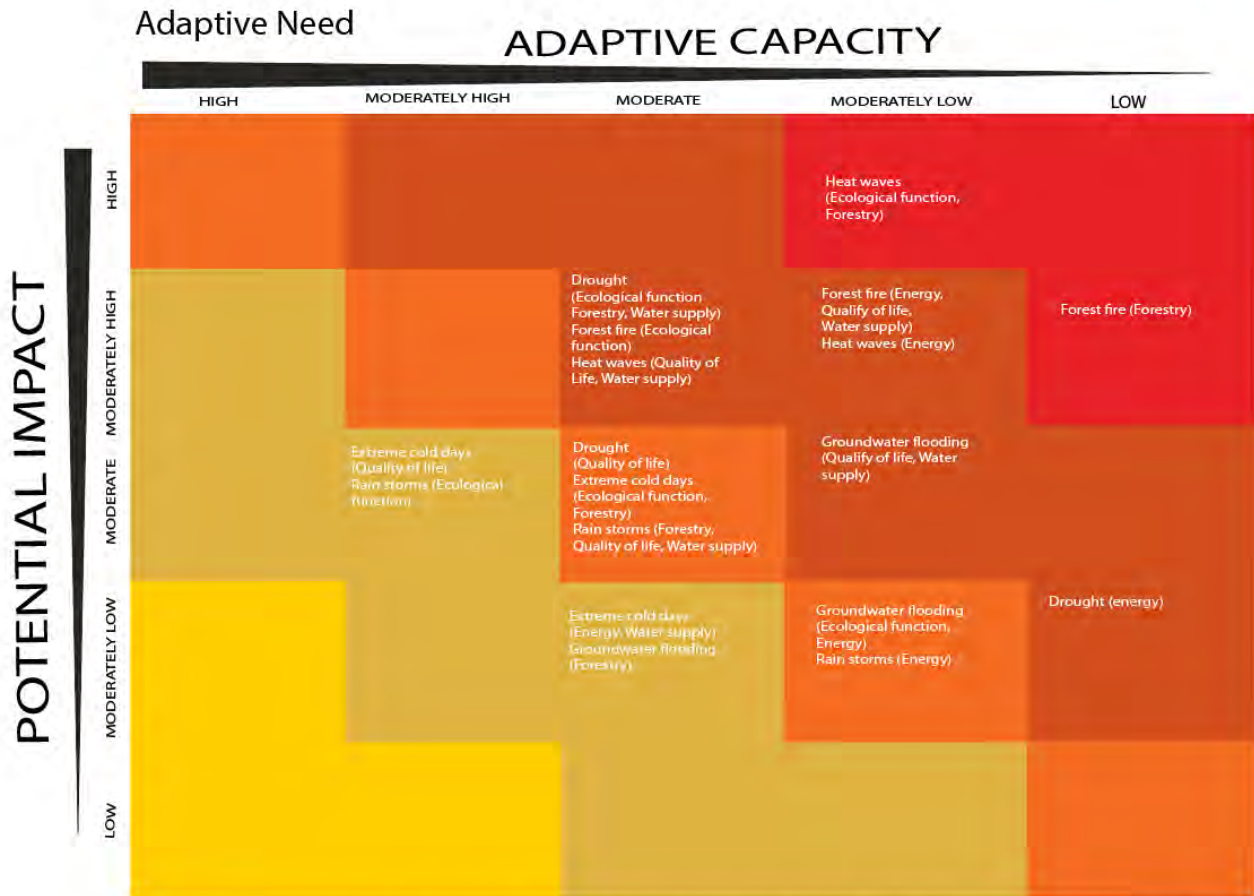 Adaptive Need
ADAPTIVE CAPACITY
HIGH
MODERATELY HIGH
MODERATE
MODERATELY LOW
LOW
POTENTIAL IMPACT
HIGH
MODERATELY HIGH
MODERATE
MODERATELY LOW
LOW
Heat waves
(Ecological function,
Forestry)
Drought
(Ecological function
Forestry, Water supply)
Forest fire (Ecological
function)
Heat waves (Quality of
Life, Water supply)
Forest fire (Energy,
Qualify of life,
Water supply)
Heat waves (Energy)
Forest fire (Forestry)
Extreme cold days
(Quality of life)
Rain storms (Ecological
function)
Drought
(Quality of life)
Extreme cold days
(Ecological function,
Forestry)
Rain storms (Forestry,
Quality of life, Water supply)
Groundwater flooding
(Qualify of life, Water
supply)
Extreme cold days
(Energy, Water supply)
Groundwater flooding
(Forestry)
Groundwater flooding
(Ecological function,
Energy)
Rain storms (Energy)
Drought (energy)